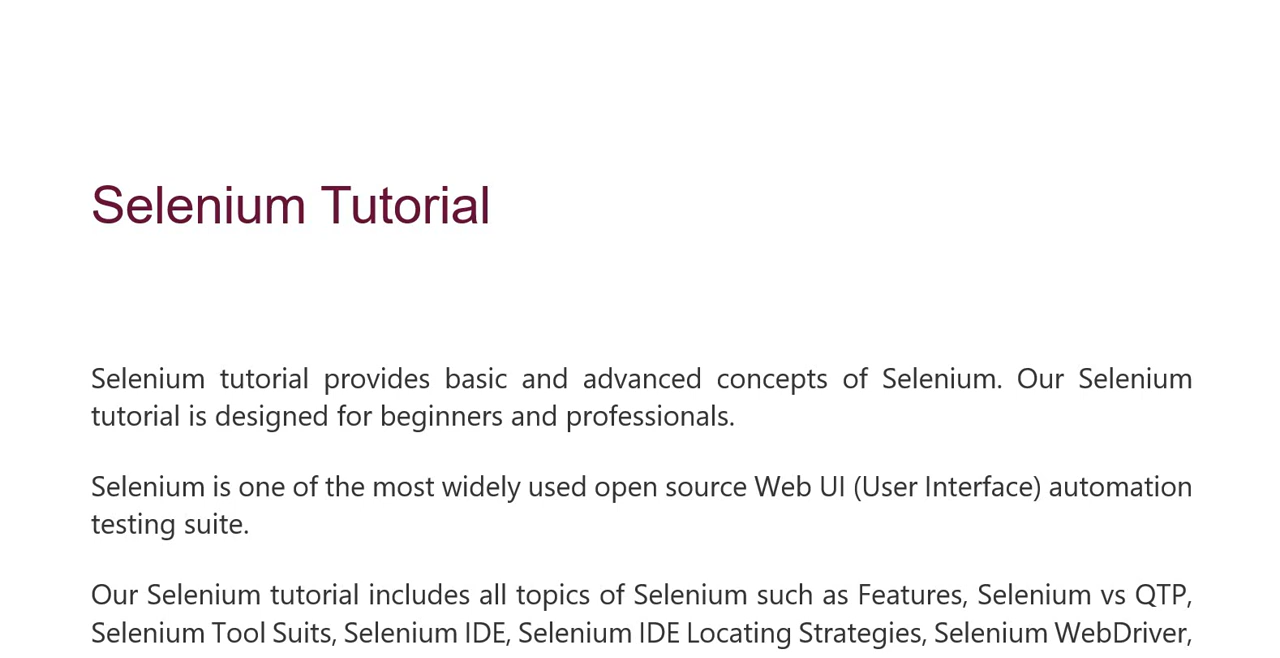 Selenium Tutorial
Selenium tutorial provides basic and advanced concepts of Selenium. Our Selenium
tutorial is designed for beginners and professionals.
Selenium is one of the most widely used open source Web UI (User Interface) automation
testing suite.
Our Selenium tutorial includes all topics of Selenium such as Features, Selenium vs QTP,
Selenium Tool Suits, Selenium IDE, Selenium IDE Locating Strategies, Selenium WebDriver,